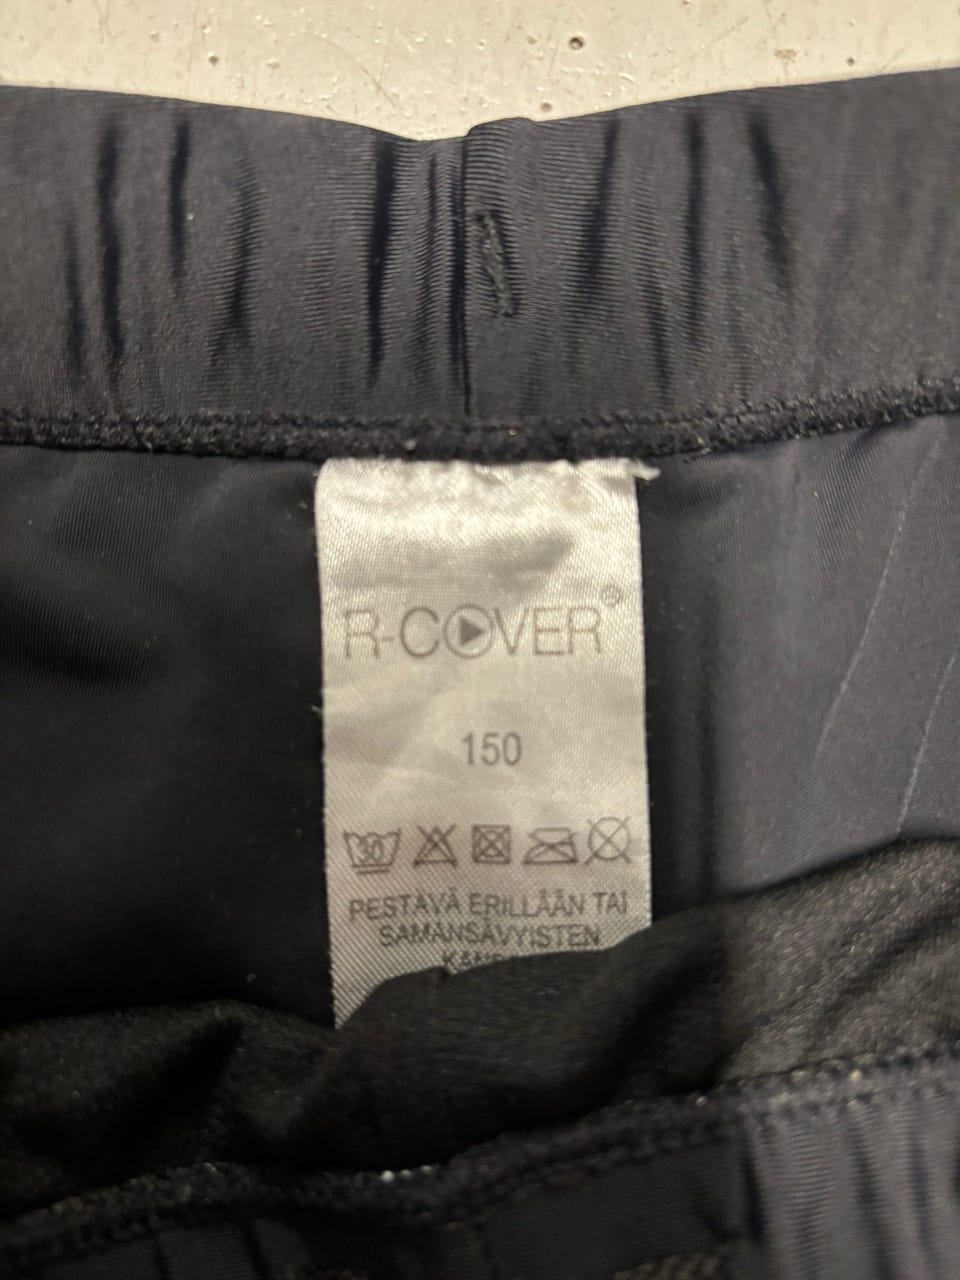 R-COVER®
150
30
PESTÄVÄ ERILLÄÄN TAI
SAMANSÄVYISTEN